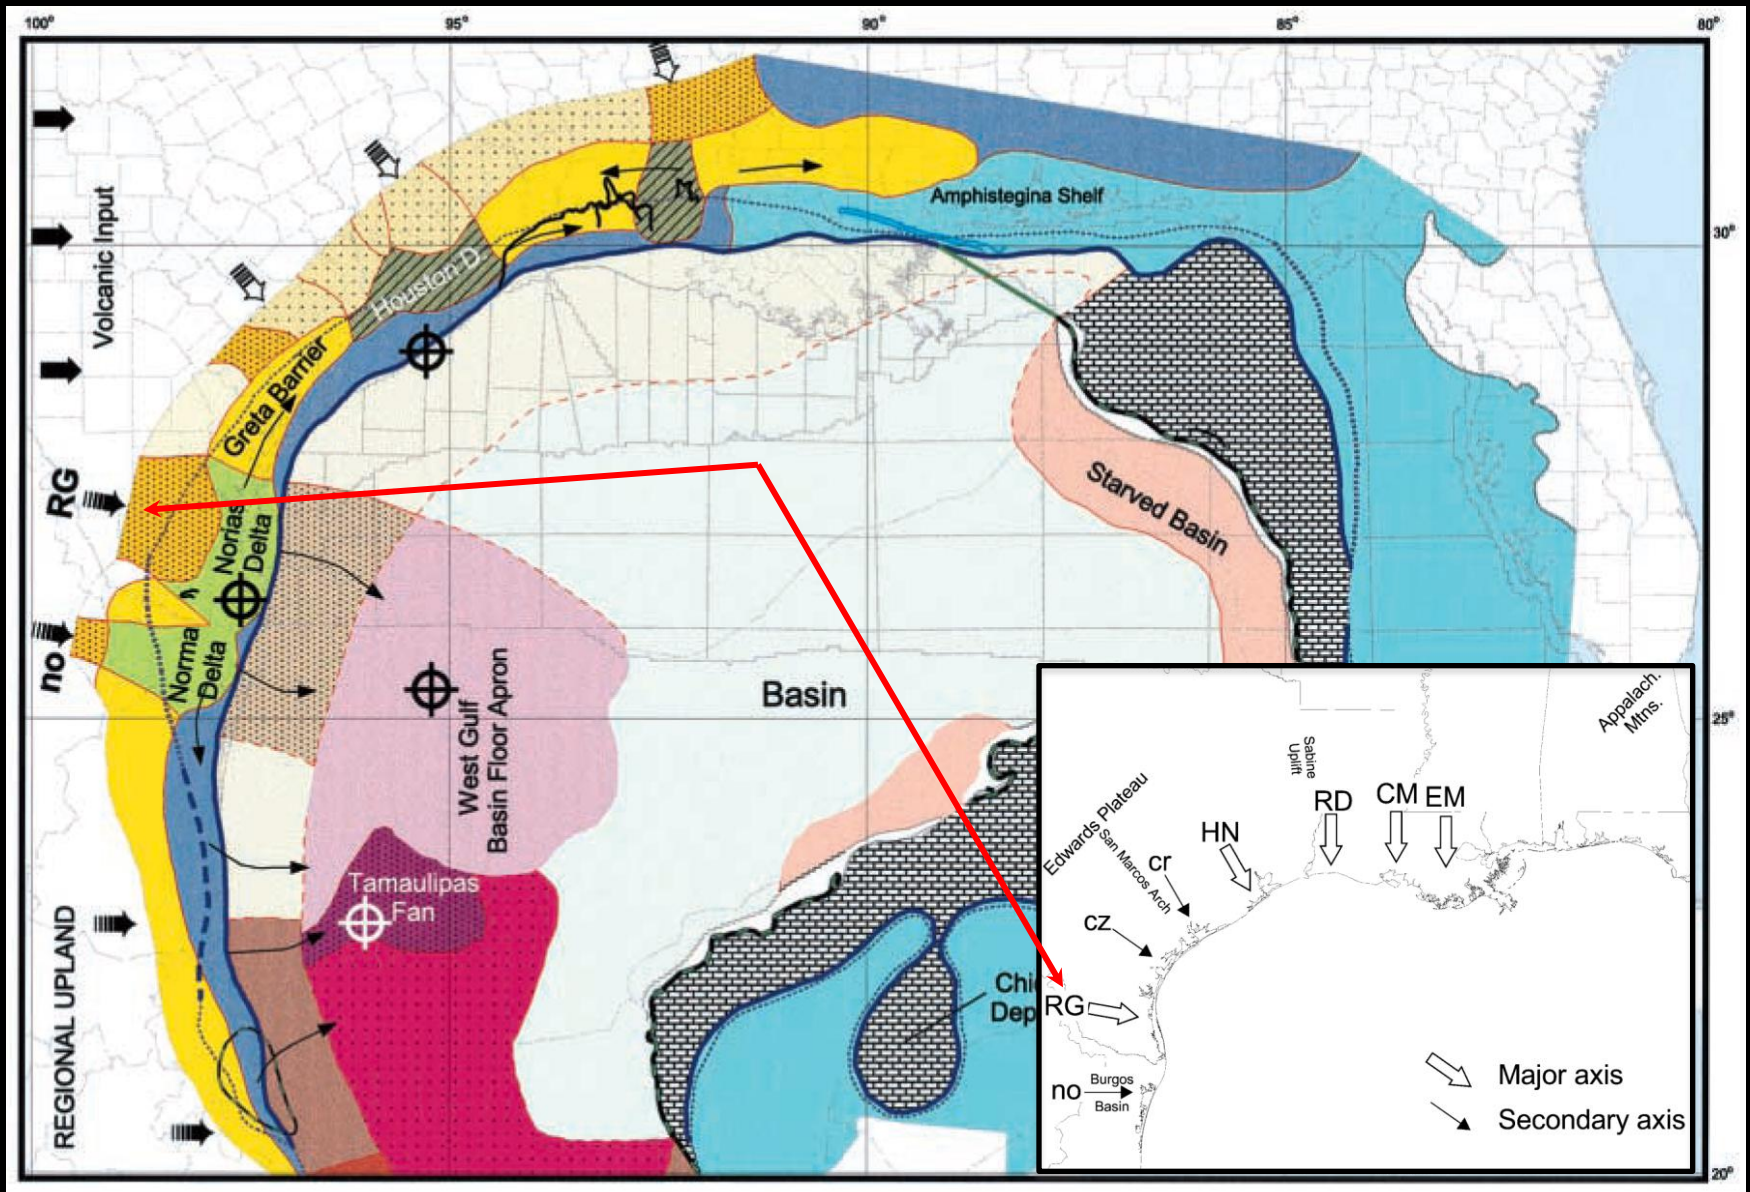 100°
95°
90°
85°
80°
Volcanic Input
Amphistegina Shelf
30°
Houston D.
Greta Barrier
RG
Norias
Delta
Starved Basin
no
Norma
Delta
Basin
25°
West Gulf
Basin Floor Apron
Tamaulipas
Fan
REGIONAL UPLAND
Chi
Dep
20°
Appalach.
Mtns.
Sabine
Uplift
Edwards Plateau
San Marcos Arch
RD
CM
EM
HN
cr
cz
RG
no
Burgos
Basin
Major axis
Secondary axis